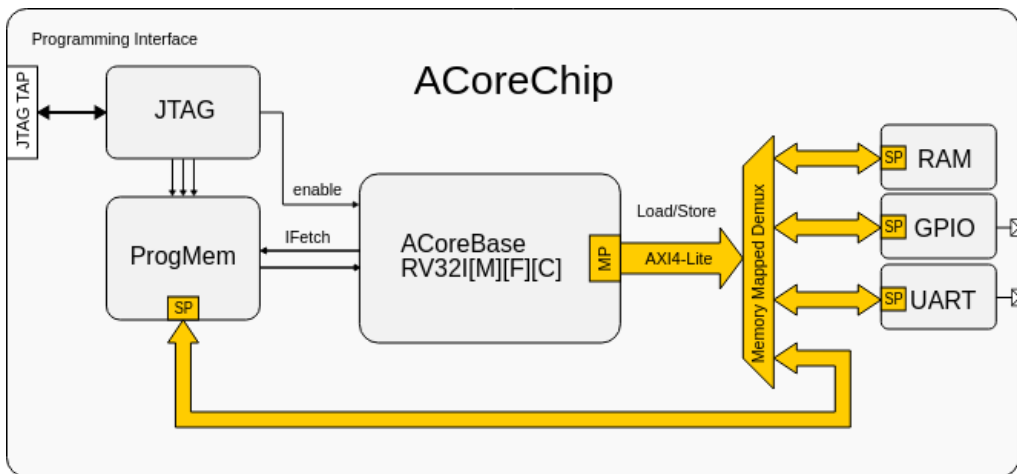 Programming Interface
ACoreChip
JTAG TAP
JTAG
enable
ProgMem
SP
IFetch
ACoreBase
RV32I[M][F][C]
MP
Load/Store
AXI4-Lite
Memory Mapped Demux
SP RAM
SP GPIO
SP UART